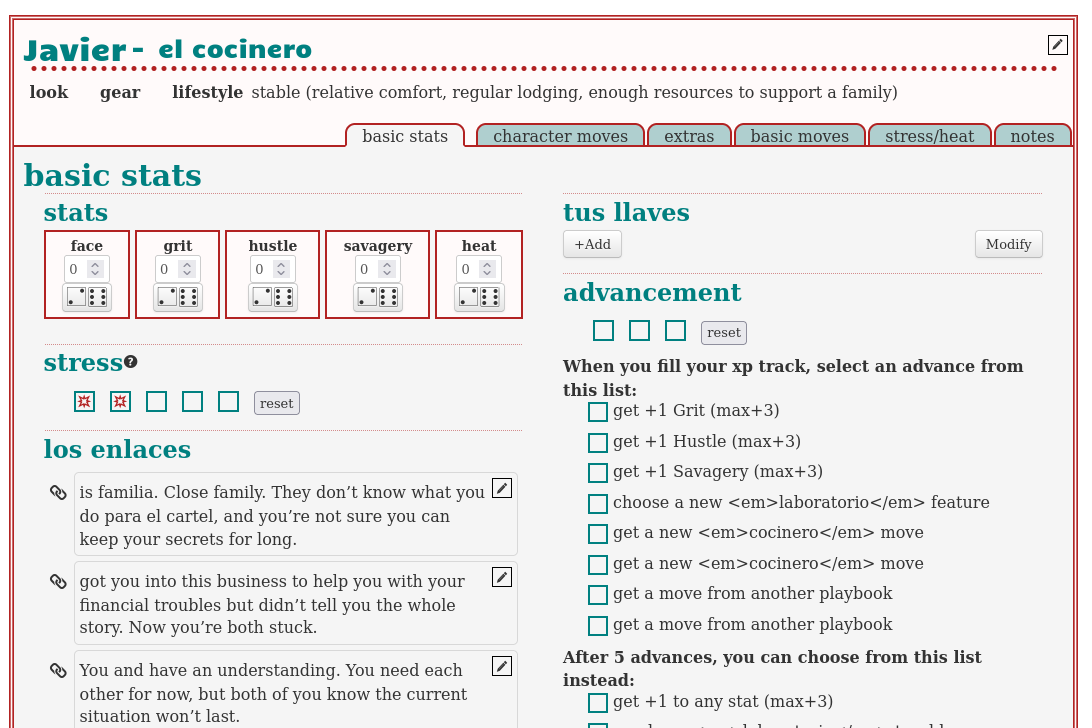 Javier - el cocinero
look gear lifestyle stable (relative comfort, regular lodging, enough resources to support a family)
basic stats character moves extras basic moves stress/heat notes
basic stats
stats
face grit hustle savagery heat
0 0 0 0 0
stress?
reset
los enlaces
is familia. Close family. They don’t know what you
do para el cartel, and you’re not sure you can
keep your secrets for long.
got you into this business to help you with your
financial troubles but didn’t tell you the whole
story. Now you’re both stuck.
You and have an understanding. You need each
other for now, but both of you know the current
situation won’t last.
tus llaves
+Add Modify
advancement
reset
When you fill your xp track, select an advance from
this list:
get +1 Grit (max+3)
get +1 Hustle (max+3)
get +1 Savagery (max+3)
choose a new <em>laboratorio</em> feature
get a new <em>cocinero</em> move
get a new <em>cocinero</em> move
get a move from another playbook
get a move from another playbook
After 5 advances, you can choose from this list
instead:
get +1 to any stat (max+3)